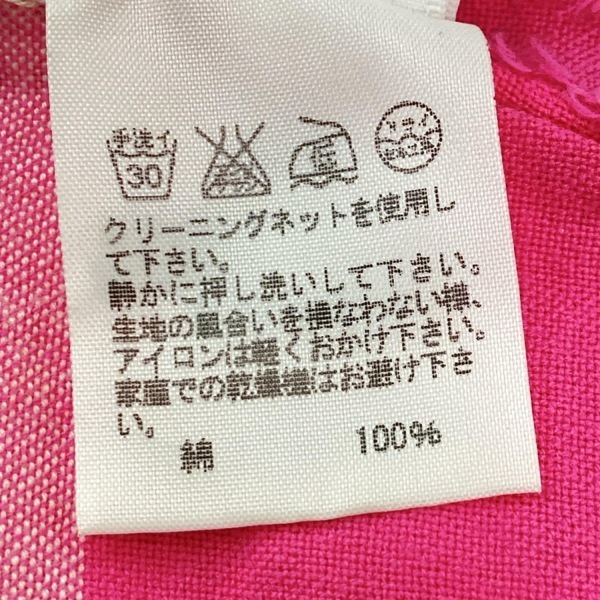 手洗イ
30
クリーニングネットを使用し
て下さい。
静かに押し洗いして下さい。
生地の風合いを損なわない様、
アイロンは軽くおかけ下さい。
家庭での乾燥機はお避け下さ
い。
綿 100%